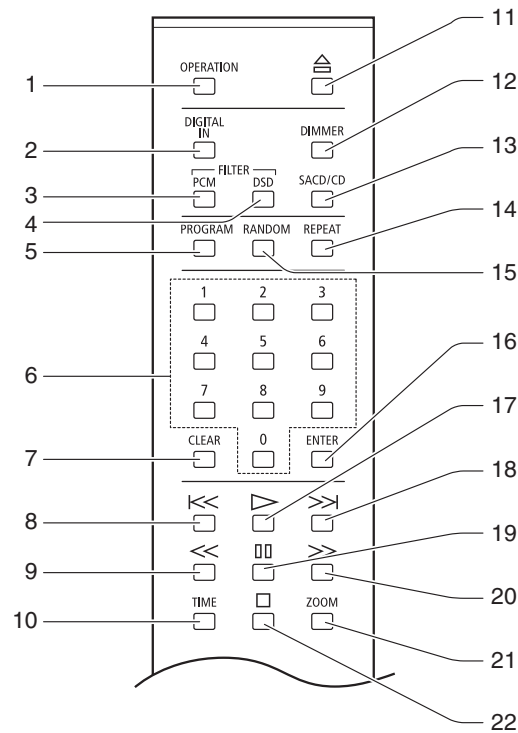 11
OPERATION
1
12
DIGITAL IN
DIMMER
2
13
FILTER
PCM DSD SACD/CD
3
4
14
PROGRAM RANDOM REPEAT
5
15
1 2 3
16
4 5 6
6
17
7 8 9
18
CLEAR 0 ENTER
7
8
19
9
20
TIME ZOOM
10
21
22